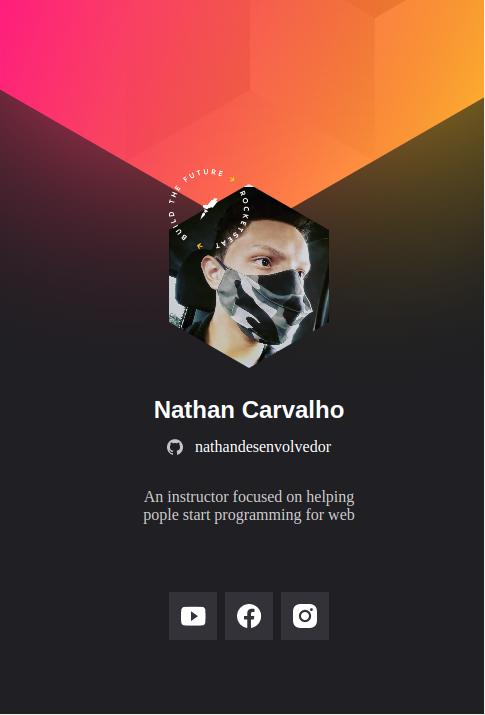 BUILD THE FUTURE
ROCKETSEAT
Nathan Carvalho
nathandesenvolvedor
An instructor focused on helping
pople start programming for web